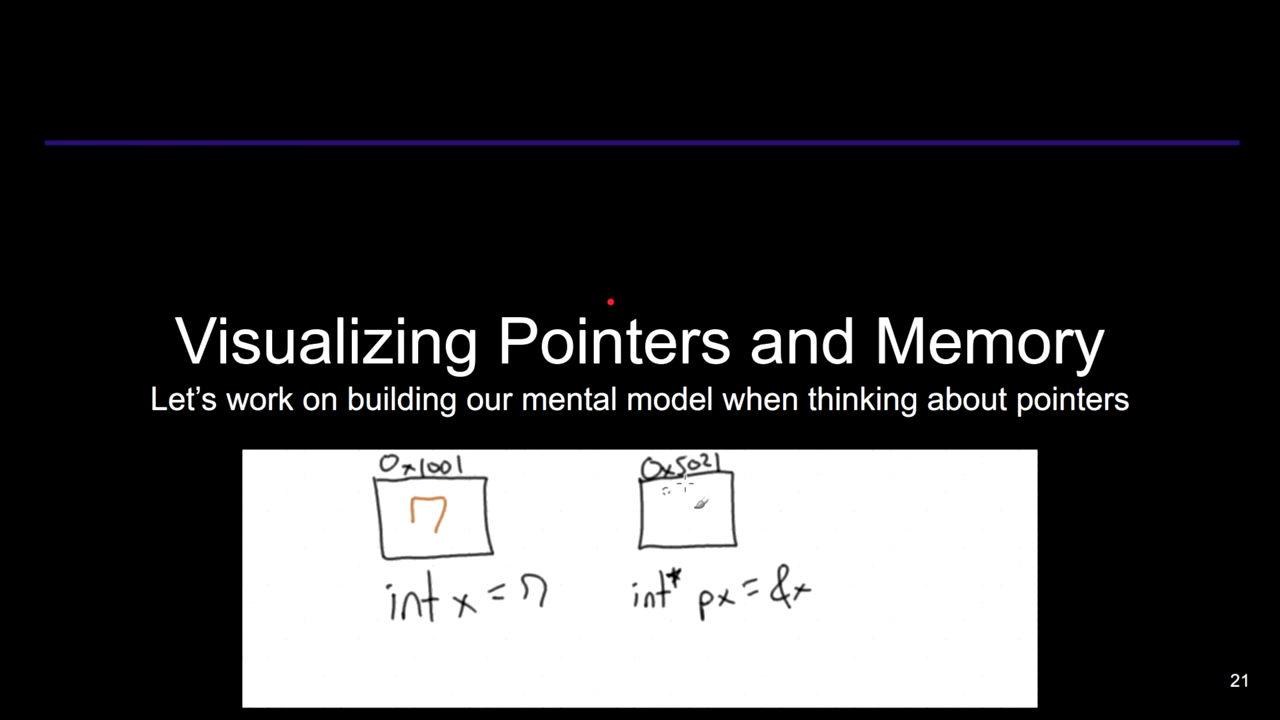 Visualizing Pointers and Memory
Let's work on building our mental model when thinking about pointers
0x1001 0x5021
7
int x = 7 int* px = &x
21